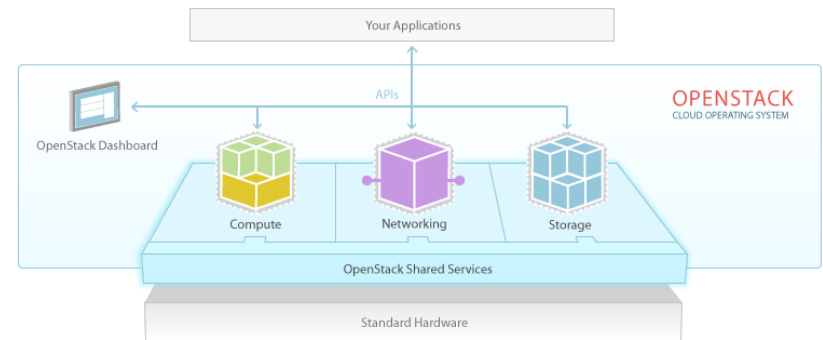 Your Applications
APIs
OPENSTACK
CLOUD OPERATING SYSTEM
OpenStack Dashboard
Compute
Networking
Storage
OpenStack Shared Services
Standard Hardware